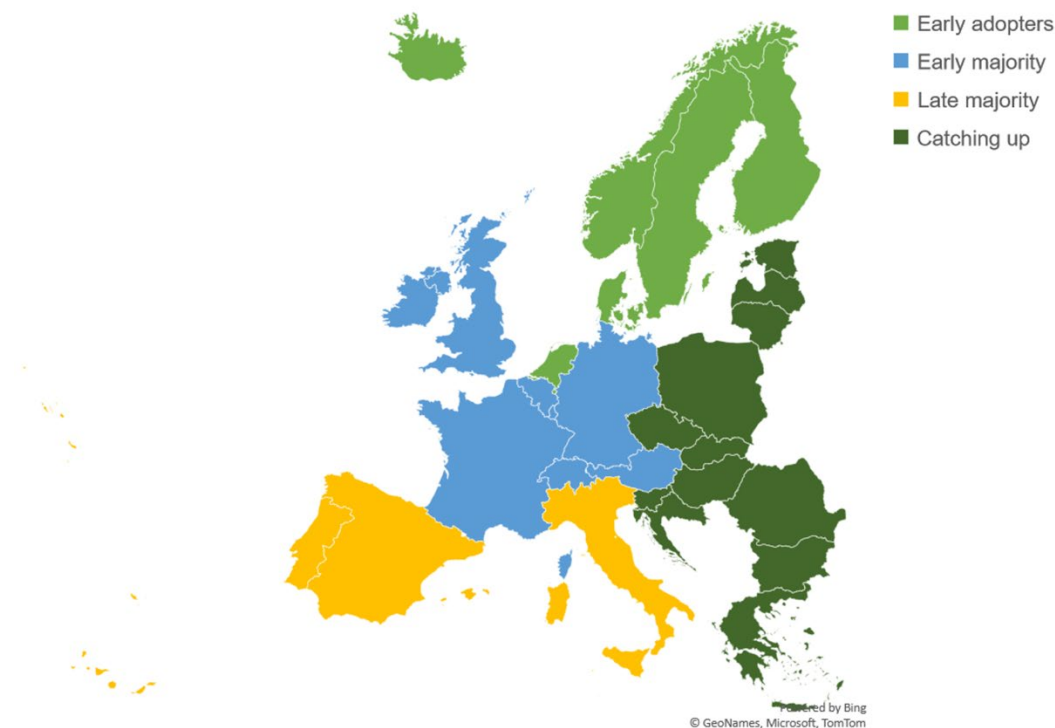 Early adopters
Early majority
Late majority
Catching up
Powered by Bing
© GeoNames, Microsoft, TomTom